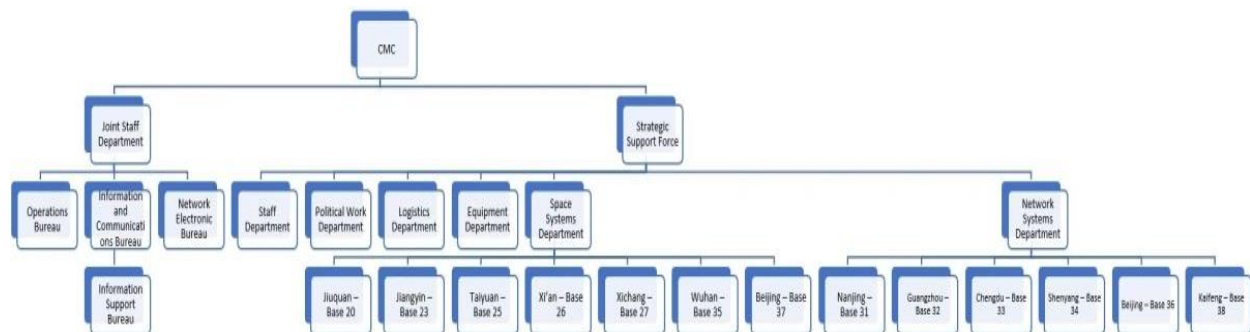 CMC
Joint Staff
Department
Strategic
Support Force
Operations
Bureau
Information
and
Communicati
ons Bureau
Network
Electronic
Bureau
Staff
Department
Political Work
Department
Logistics
Department
Equipment
Department
Space
Systems
Department
Network
Systems
Department
Information
Support
Bureau
Jiuquan –
Base 20
Jiangyin –
Base 23
Taiyuan –
Base 25
Xi'an – Base
26
Xichang –
Base 27
Wuhan –
Base 35
Beijing – Base
37
Nanjing –
Base 31
Guangzhou –
Base 32
Chengdu – Base
33
Shenyang – Base
34
Beijing – Base 36
Kaifeng – Base
38